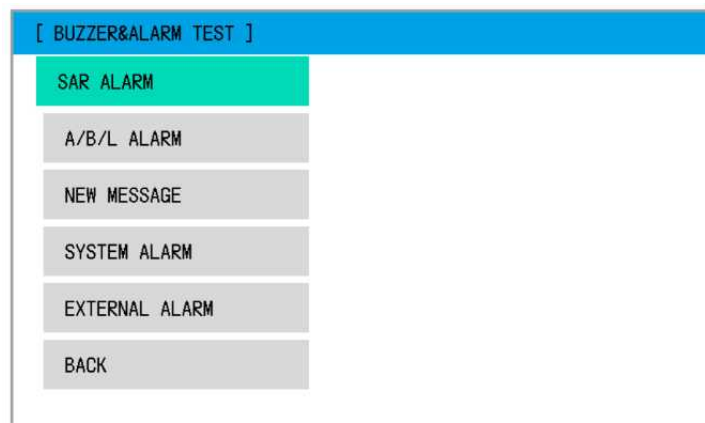 [ BUZZER&ALARM TEST ]
SAR ALARM
A/B/L ALARM
NEW MESSAGE
SYSTEM ALARM
EXTERNAL ALARM
BACK